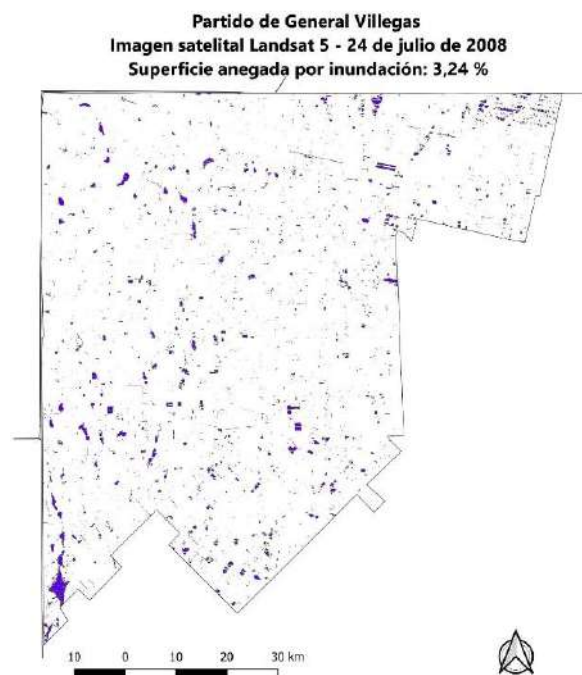 Partido de General Villegas
Imagen satelital Landsat 5 - 24 de julio de 2008
Superficie anegada por inundación: 3,24 %
10 0 10 20 30 km